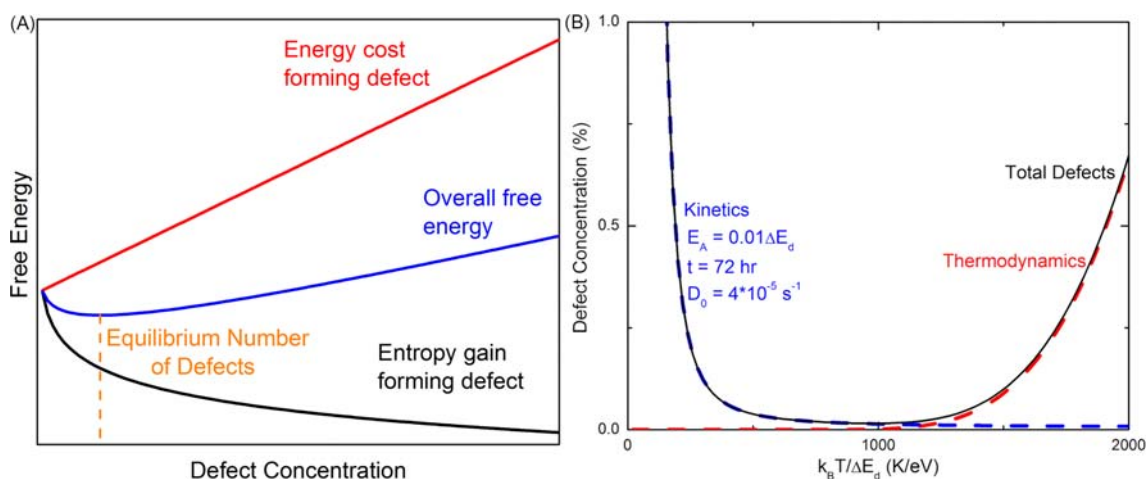 (A)
Free Energy
Energy cost
forming defect
Overall free
energy
Equilibrium Number
of Defects
Entropy gain
forming defect
Defect Concentration
(B)
Defect Concentration (%)
1.0
0.5
0.0
Kinetics
E_A = 0.01ΔE_d
t = 72 hr
D_0 = 4*10^-5 s^-1
Total Defects
Thermodynamics
0
1000
2000
k_BT/ΔE_d (K/eV)